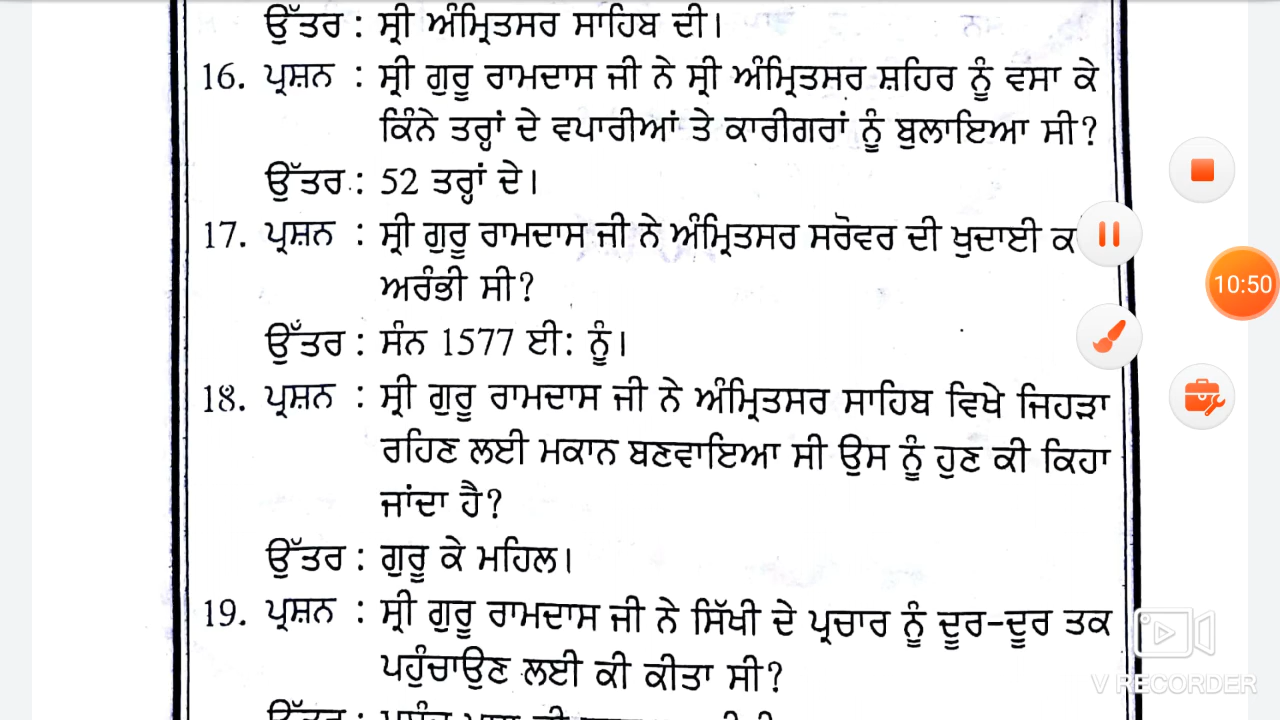 ਉੱਤਰ : ਸ੍ਰੀ ਅੰਮ੍ਰਿਤਸਰ ਸਾਹਿਬ ਦੀ।
16. ਪ੍ਰਸ਼ਨ : ਸ੍ਰੀ ਗੁਰੂ ਰਾਮਦਾਸ ਜੀ ਨੇ ਸ੍ਰੀ ਅੰਮ੍ਰਿਤਸਰ ਸ਼ਹਿਰ ਨੂੰ ਵਸਾ ਕੇ
ਕਿੰਨੇ ਤਰ੍ਹਾਂ ਦੇ ਵਪਾਰੀਆਂ ਤੇ ਕਾਰੀਗਰਾਂ ਨੂੰ ਬੁਲਾਇਆ ਸੀ?
ਉੱਤਰ : 52 ਤਰ੍ਹਾਂ ਦੇ।
17. ਪ੍ਰਸ਼ਨ : ਸ੍ਰੀ ਗੁਰੂ ਰਾਮਦਾਸ ਜੀ ਨੇ ਅੰਮ੍ਰਿਤਸਰ ਸਰੋਵਰ ਦੀ ਖੁਦਾਈ
ਅਰੰਭੀ ਸੀ?
ਉੱਤਰ : ਸੰਨ 1577 ਈ: ਨੂੰ।
18. ਪ੍ਰਸ਼ਨ : ਸ੍ਰੀ ਗੁਰੂ ਰਾਮਦਾਸ ਜੀ ਨੇ ਅੰਮ੍ਰਿਤਸਰ ਸਾਹਿਬ ਵਿਖੇ ਜਿਹੜਾ
ਰਹਿਣ ਲਈ ਮਕਾਨ ਬਣਵਾਇਆ ਸੀ ਉਸ ਨੂੰ ਹੁਣ ਕੀ ਕਿਹਾ
ਜਾਂਦਾ ਹੈ?
ਉੱਤਰ : ਗੁਰੂ ਕੇ ਮਹਿਲ।
19. ਪ੍ਰਸ਼ਨ : ਸ੍ਰੀ ਗੁਰੂ ਰਾਮਦਾਸ ਜੀ ਨੇ ਸਿੱਖੀ ਦੇ ਪ੍ਰਚਾਰ ਨੂੰ ਦੂਰ-ਦੂਰ ਤਕ
ਪਹੁੰਚਾਉਣ ਲਈ ਕੀ ਕੀਤਾ ਸੀ?
10:50
V RECORDER